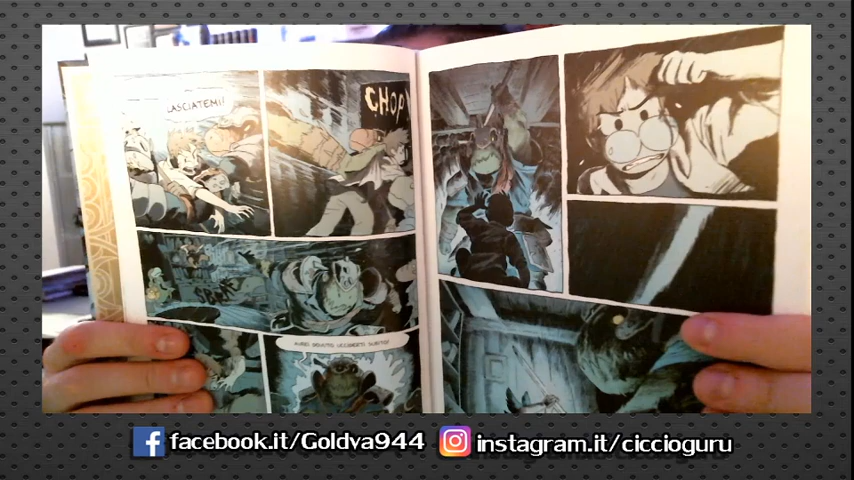 LASCIATEMI!
CHOP!
AVREI DOVUTO UCCIDERTI SUBITO!
facebook.it/Goldva944
instagram.it/ciccioguru